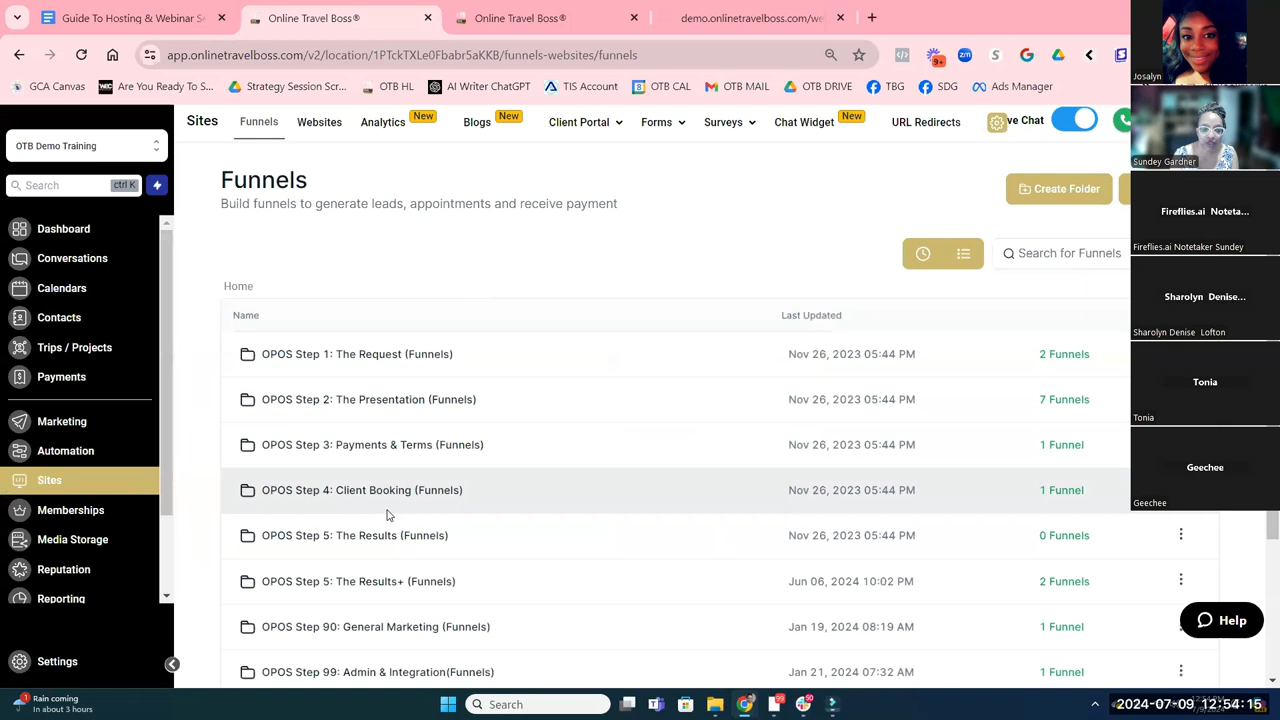 Guide To Hosting & Webinar S
Online Travel Boss®
Online Travel Boss®
demo.onlinetravelboss.com/we
app.onlinetravelboss.com/v2/location/1PTckTXLe0FbabbpsKKB/funnels-websites/funnels
9+
zm
GCA Canvas
Are You Ready To S...
Strategy Session Scr...
OTB HL
AI Writer ChatGPT
TIS Account
OTB CAL
OTB MAIL
OTB DRIVE
TBG
SDG
Ads Manager
OTB Demo Training
Search
ctrl K
Dashboard
Conversations
Calendars
Contacts
Trips / Projects
Payments
Marketing
Automation
Sites
Memberships
Media Storage
Reputation
Reporting
Settings
Sites
Funnels
Websites
Analytics
New
Blogs
New
Client Portal
Forms
Surveys
Chat Widget
New
URL Redirects
ve Chat
Funnels
Build funnels to generate leads, appointments and receive payment
Create Folder
Search for Funnels
Home
Name
Last Updated
OPOS Step 1: The Request (Funnels)
Nov 26, 2023 05:44 PM
2 Funnels
OPOS Step 2: The Presentation (Funnels)
Nov 26, 2023 05:44 PM
7 Funnels
OPOS Step 3: Payments & Terms (Funnels)
Nov 26, 2023 05:44 PM
1 Funnel
OPOS Step 4: Client Booking (Funnels)
Nov 26, 2023 05:44 PM
1 Funnel
OPOS Step 5: The Results (Funnels)
Nov 26, 2023 05:44 PM
0 Funnels
OPOS Step 5: The Results+ (Funnels)
Jun 06, 2024 10:02 PM
2 Funnels
OPOS Step 90: General Marketing (Funnels)
Jan 19, 2024 08:19 AM
1 Funnel
OPOS Step 99: Admin & Integration(Funnels)
Jan 21, 2024 07:32 AM
1 Funnel
Help
Josalyn
Sundey Gardner
Fireflies.ai Noteta...
Fireflies.ai Notetaker Sundey
Sharolyn Denise...
Sharolyn Denise Lofton
Tonia
Tonia
Geechee
Geechee
1
Rain coming
In about 3 hours
Search
99
50
2024-07-09 12:54:15